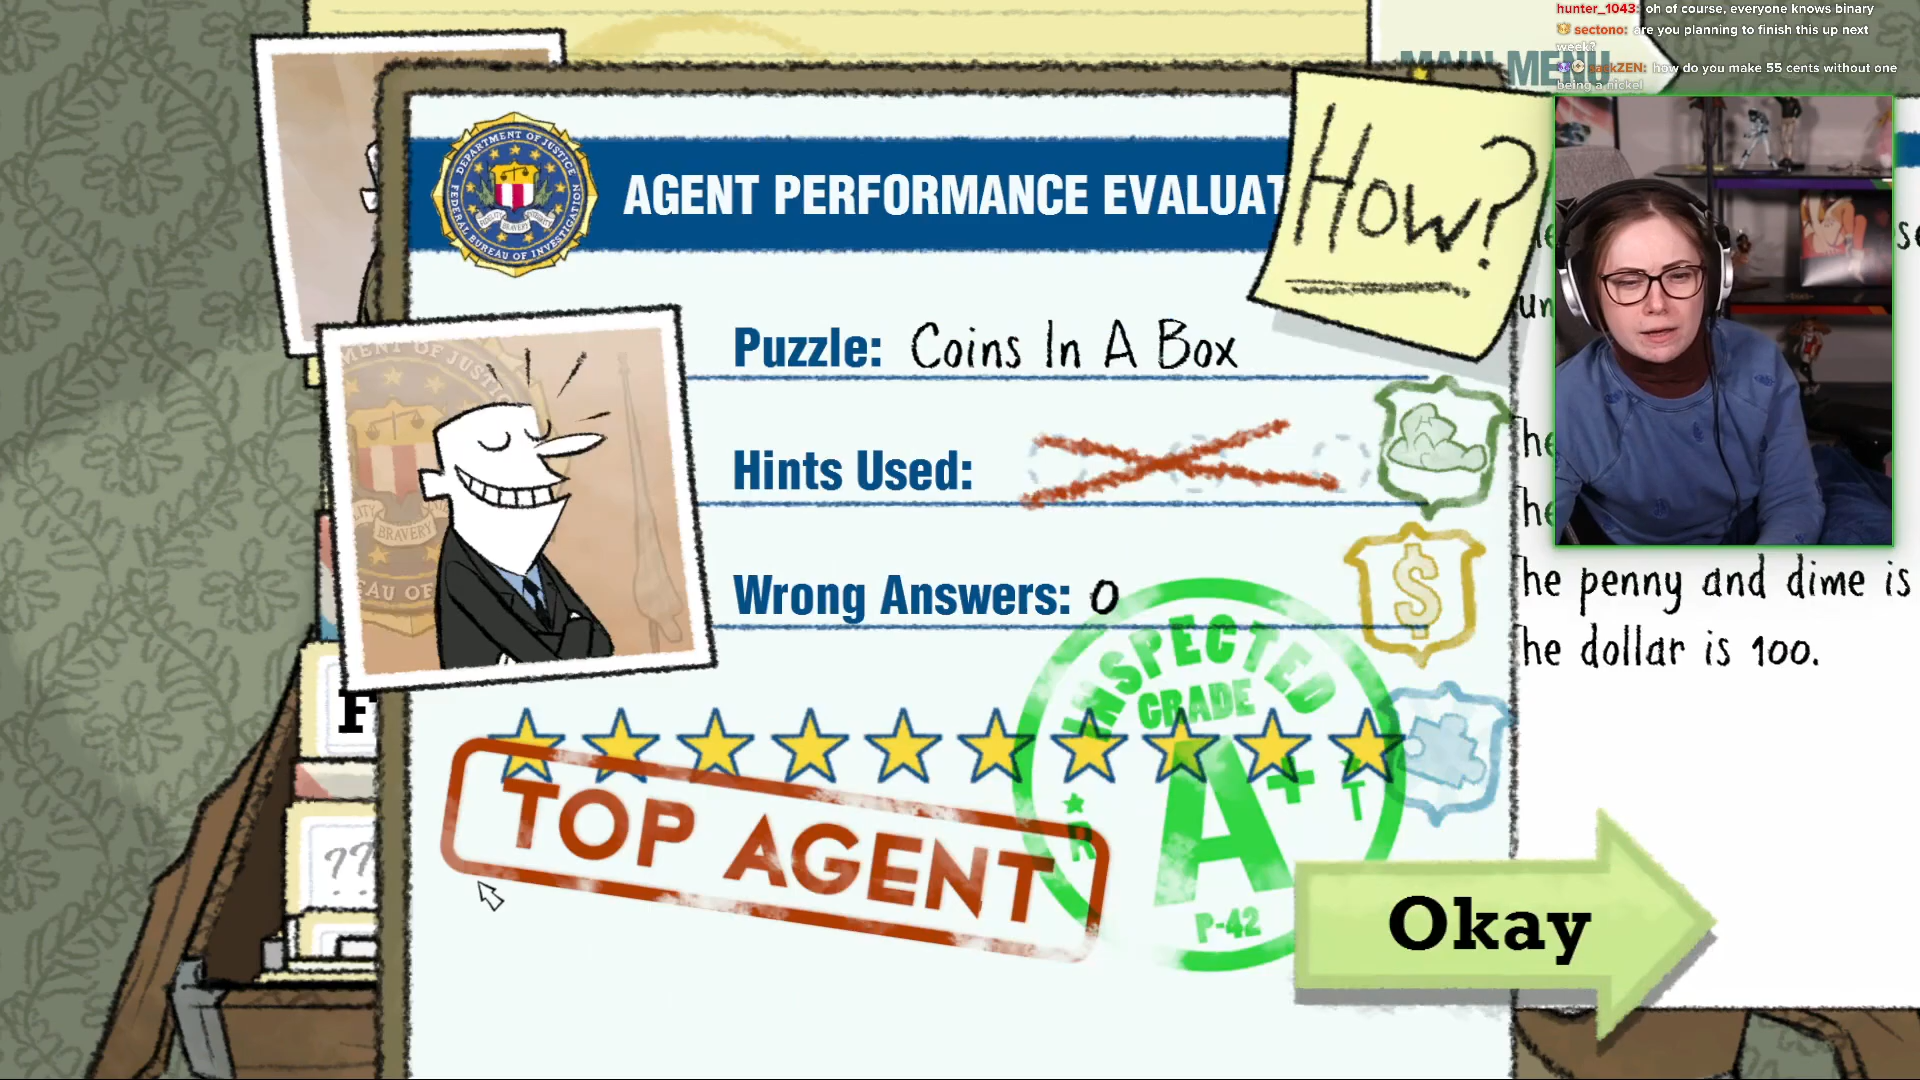 hunter_1043: oh of course, everyone knows binary
sectono: are you planning to finish this up next
week?
how do you make 55 cents without one
being a nickel
MAIN MENU
How?
DEPARTMENT OF JUSTICE
FEDERAL BUREAU OF INVESTIGATION
AGENT PERFORMANCE EVALUAT
Puzzle: Coins In A Box
Hints Used:
Wrong Answers: 0
he penny and dime is
he dollar is 100.
INSPECTED
GRADE
A+
P-42
TOP AGENT
F
??
Okay